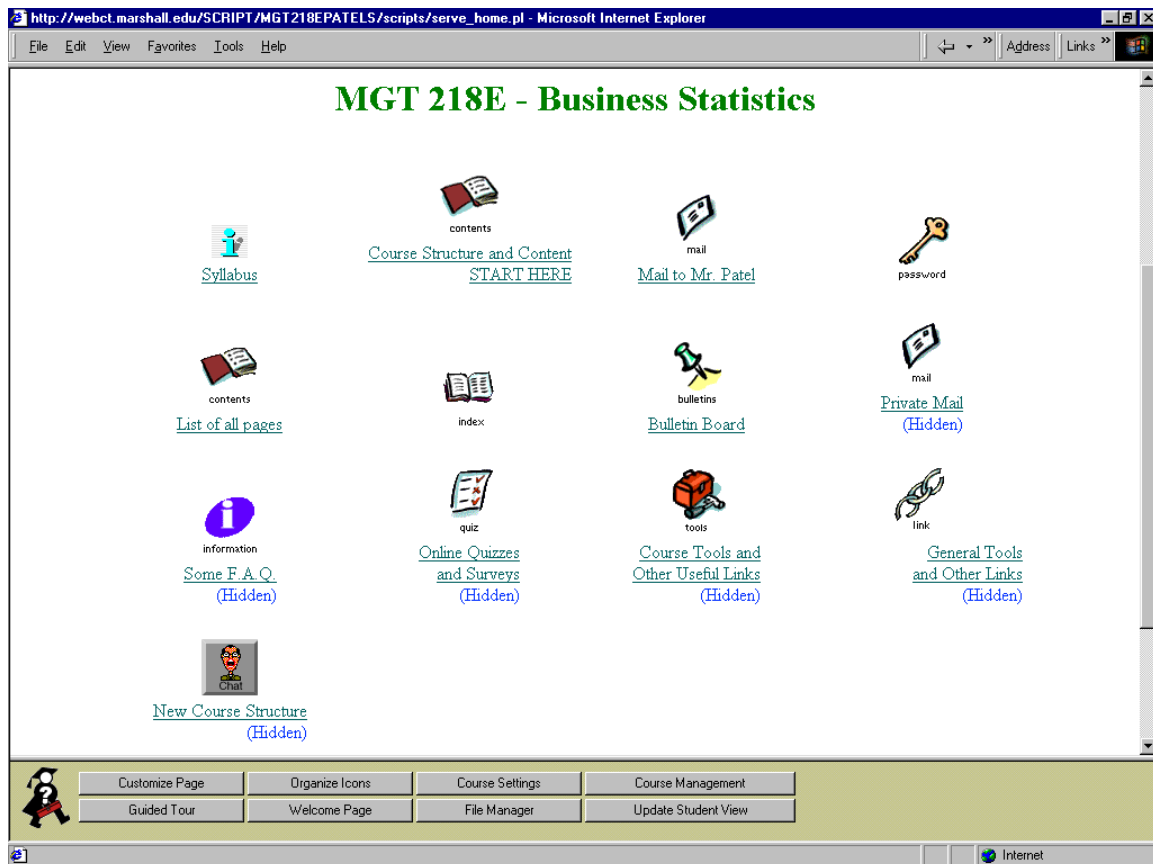 http://webct.marshall.edu/SCRIPT/MGT218EPATELS/scripts/serve_home.pl - Microsoft Internet Explorer
File Edit View Favorites Tools Help
» Address Links »
MGT 218E - Business Statistics
contents
Course Structure and Content
START HERE
Syllabus
mail
Mail to Mr. Patel
password
contents
List of all pages
index
bulletins
Bulletin Board
mail
Private Mail
(Hidden)
information
Some F.A.Q.
(Hidden)
quiz
Online Quizzes
and Surveys
(Hidden)
tools
Course Tools and
Other Useful Links
(Hidden)
link
General Tools
and Other Links
(Hidden)
Chat
New Course Structure
(Hidden)
Customize Page Organize Icons Course Settings Course Management
Guided Tour Welcome Page File Manager Update Student View
Internet